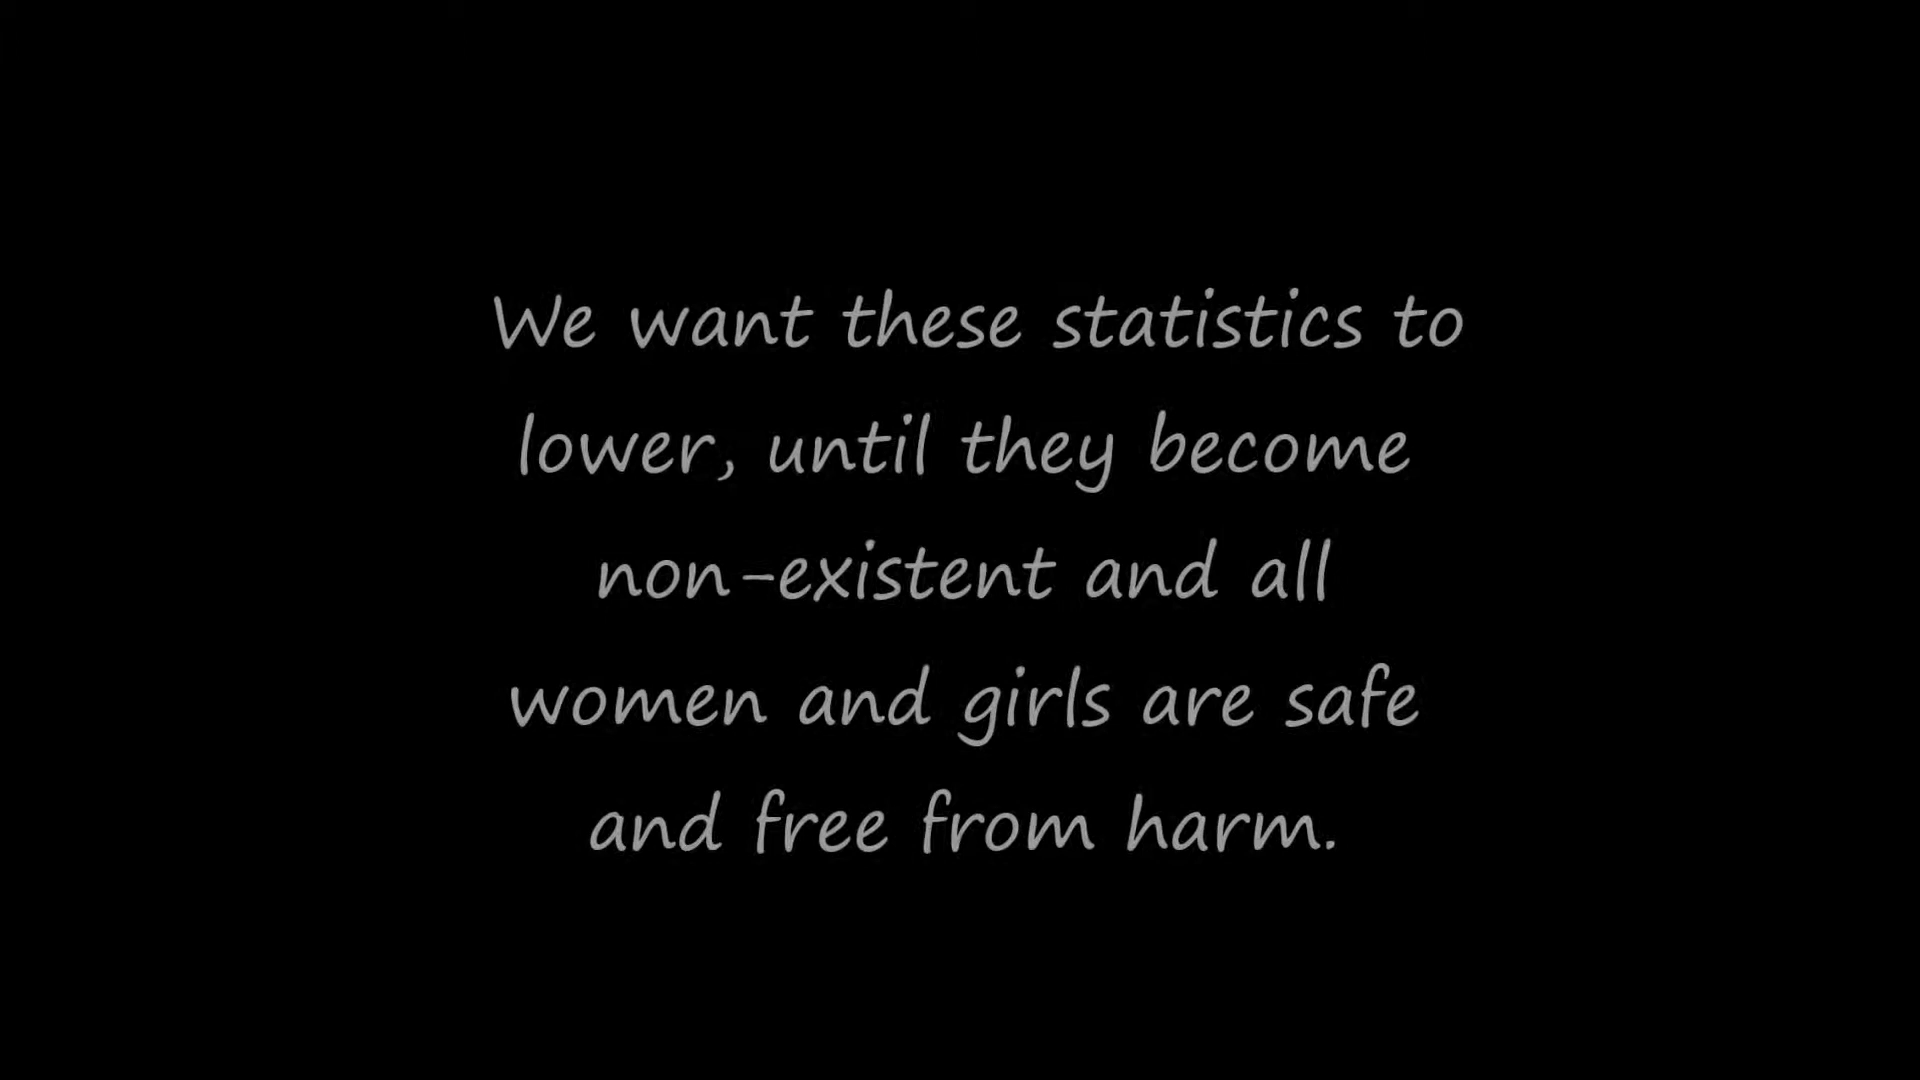 We want these statistics to
lower, until they become
non-existent and all
women and girls are safe
and free from harm.